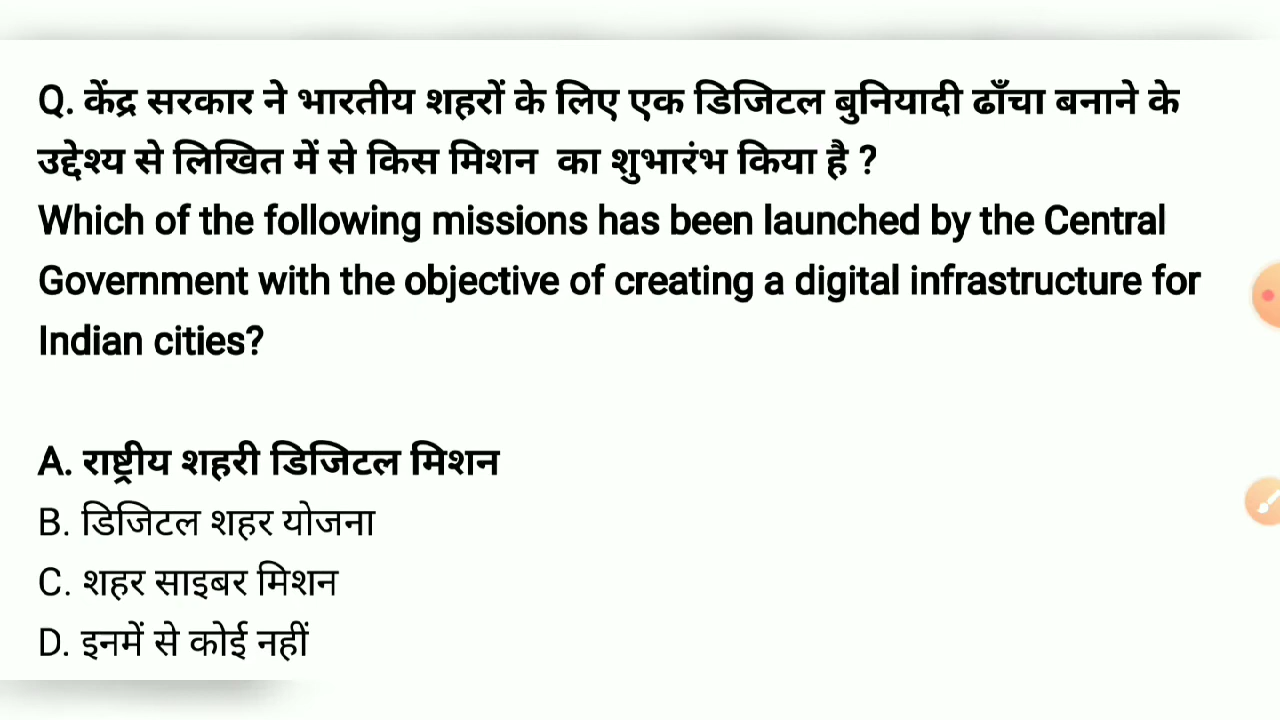 Q. केंद्र सरकार ने भारतीय शहरों के लिए एक डिजिटल बुनियादी ढाँचा बनाने के
उद्देश्य से लिखित में से किस मिशन का शुभारंभ किया है ?
Which of the following missions has been launched by the Central
Government with the objective of creating a digital infrastructure for
Indian cities?
A. राष्ट्रीय शहरी डिजिटल मिशन
B. डिजिटल शहर योजना
C. शहर साइबर मिशन
D. इनमें से कोई नहीं